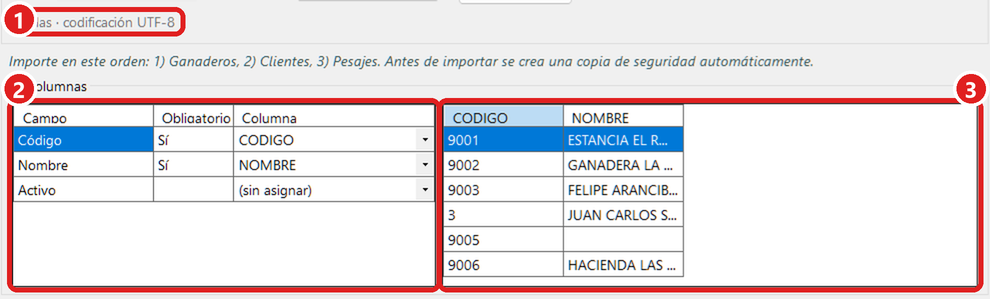 1
las · codificación UTF-8
Importe en este orden: 1) Ganaderos, 2) Clientes, 3) Pesajes. Antes de importar se crea una copia de seguridad automáticamente.
2 olumnas 3
Campo Obligatorio Columna
Código Sí CODIGO
Nombre Sí NOMBRE
Activo (sin asignar)
CODIGO NOMBRE
9001 ESTANCIA EL R...
9002 GANADERA LA ...
9003 FELIPE ARANCIB...
3 JUAN CARLOS S...
9005
9006 HACIENDA LAS ...